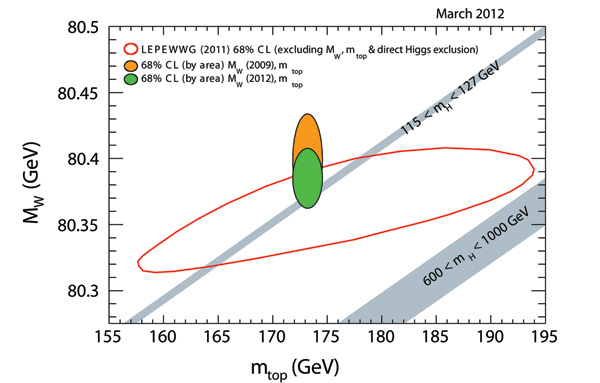 March 2012
80.5
LEPEWWG (2011) 68% CL (excluding M_W, m_top & direct Higgs exclusion)
68% CL (by area) M_W (2009), m_top
68% CL (by area) M_W (2012), m_top
80.45
115 < m_H < 127 GeV
80.4
M_W (GeV)
80.35
600 < m_H < 1000 GeV
80.3
155 160 165 170 175 180 185 190 195
m_top (GeV)